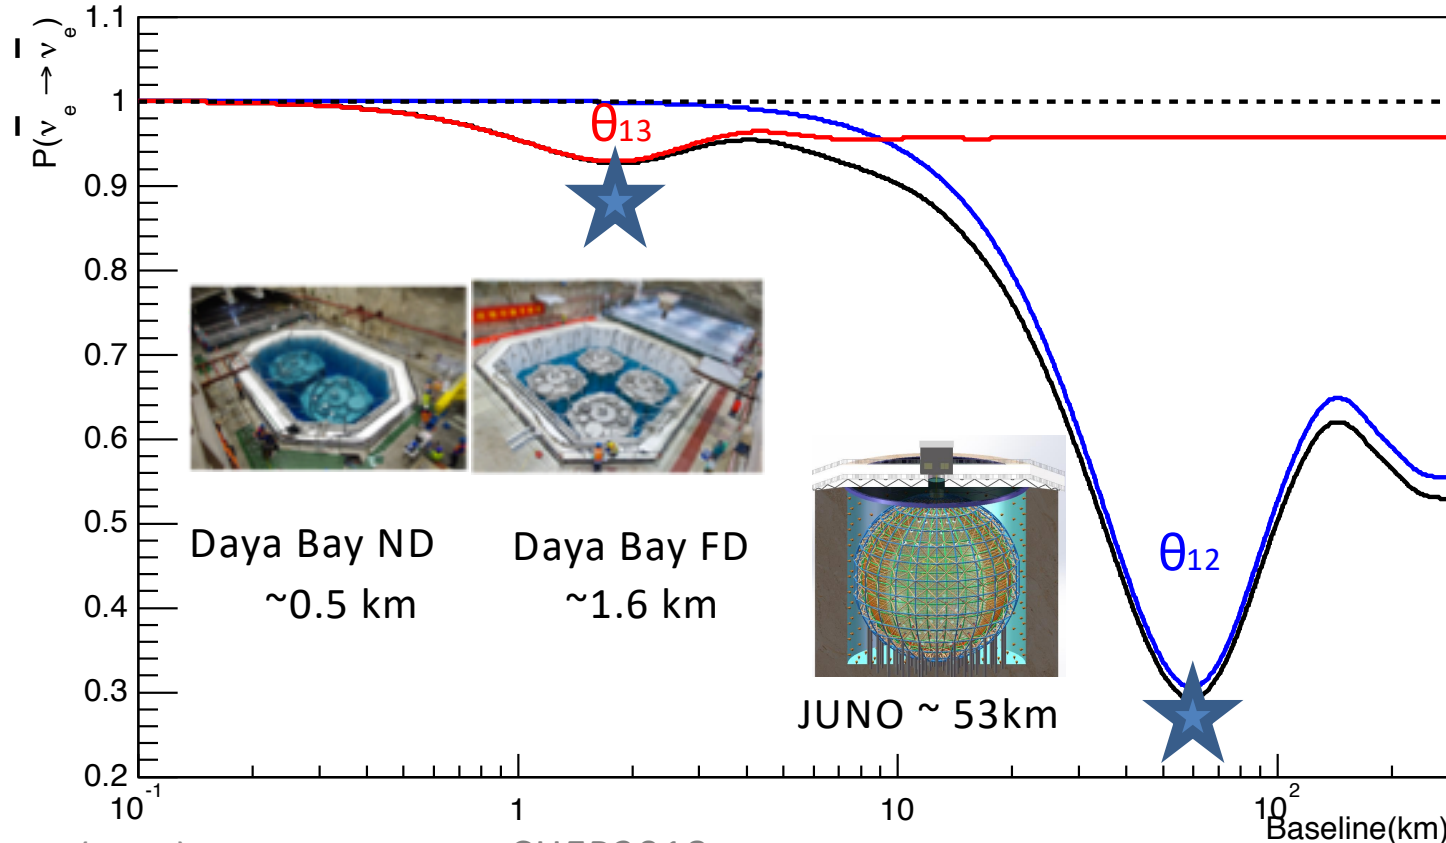 P(ν̅e → ν̅e)
1.1
1
0.9
0.8
0.7
0.6
0.5
0.4
0.3
0.2
θ13
Daya Bay ND
~0.5 km
Daya Bay FD
~1.6 km
θ12
JUNO ~ 53km
10-1
1
10
102
Baseline(km)